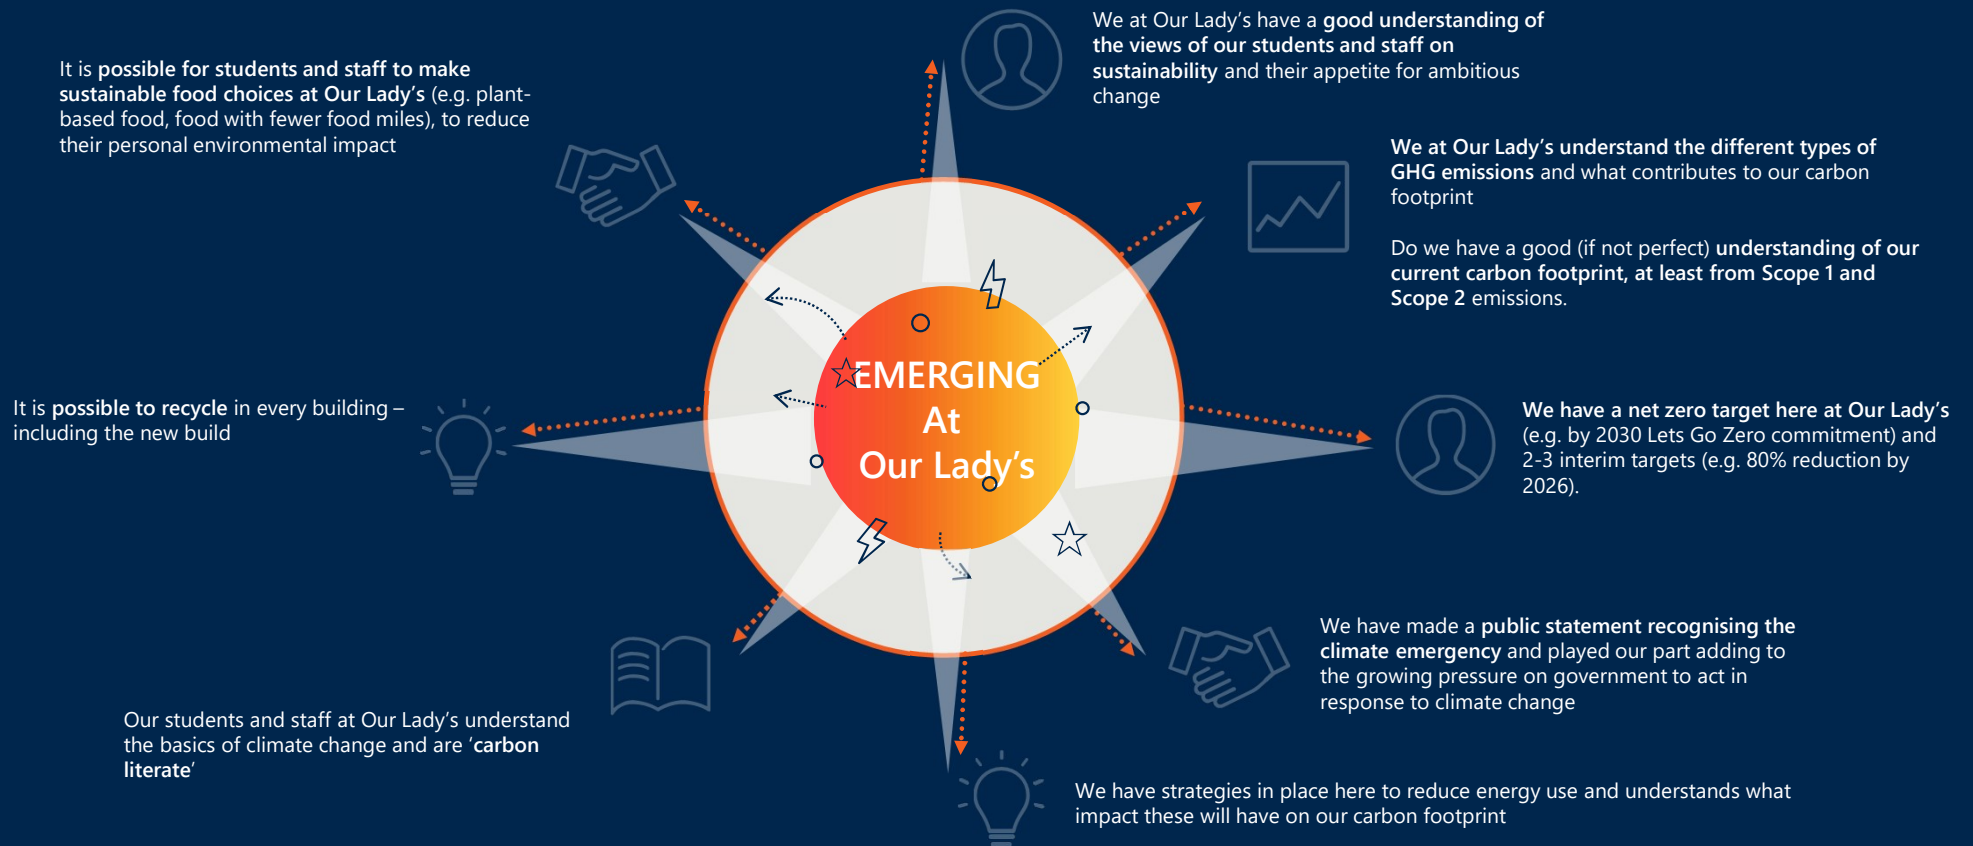 We at Our Lady’s have a good understanding of
the views of our students and staff on
sustainability and their appetite for ambitious
change
It is possible for students and staff to make
sustainable food choices at Our Lady’s (e.g. plant-
based food, food with fewer food miles), to reduce
their personal environmental impact
We at Our Lady’s understand the different types of
GHG emissions and what contributes to our carbon
footprint
Do we have a good (if not perfect) understanding of our
current carbon footprint, at least from Scope 1 and
Scope 2 emissions.
EMERGING
At
Our Lady’s
It is possible to recycle in every building –
including the new build
We have a net zero target here at Our Lady’s
(e.g. by 2030 Lets Go Zero commitment) and
2-3 interim targets (e.g. 80% reduction by
2026).
We have made a public statement recognising the
climate emergency and played our part adding to
the growing pressure on government to act in
response to climate change
Our students and staff at Our Lady’s understand
the basics of climate change and are ‘carbon
literate’
We have strategies in place here to reduce energy use and understands what
impact these will have on our carbon footprint